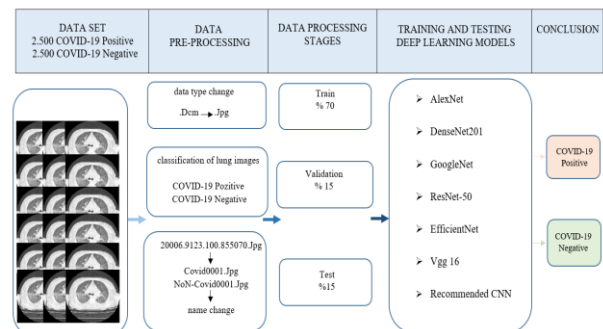 DATA SET
2.500 COVID-19 Positive
2.500 COVID-19 Negative
DATA
PRE-PROCESSING
DATA PROCESSING
STAGES
TRAINING AND TESTING
DEEP LEARNING MODELS
CONCLUSION
data type change
.Dcm .Jpg
classification of lung images
COVID-19 Pozitive
COVID-19 Negative
20006.9123.100.855070.Jpg
Covid0001.Jpg
NoN-Covid0001.Jpg
name change
Train
% 70
Validation
% 15
Test
%15
AlexNet
DenseNet201
GoogleNet
ResNet-50
EfficientNet
Vgg 16
Recommended CNN
COVID-19
Positive
COVID-19
Negative